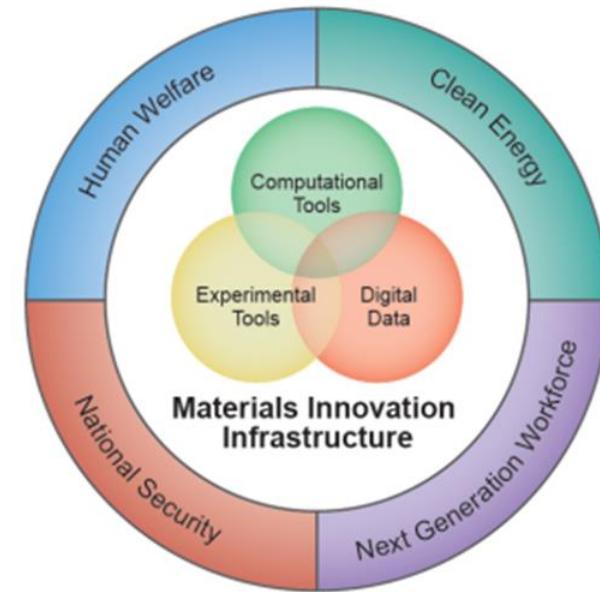 Human Welfare
Clean Energy
Computational
Tools
Experimental
Tools
Digital
Data
Materials Innovation
Infrastructure
National Security
Next Generation Workforce